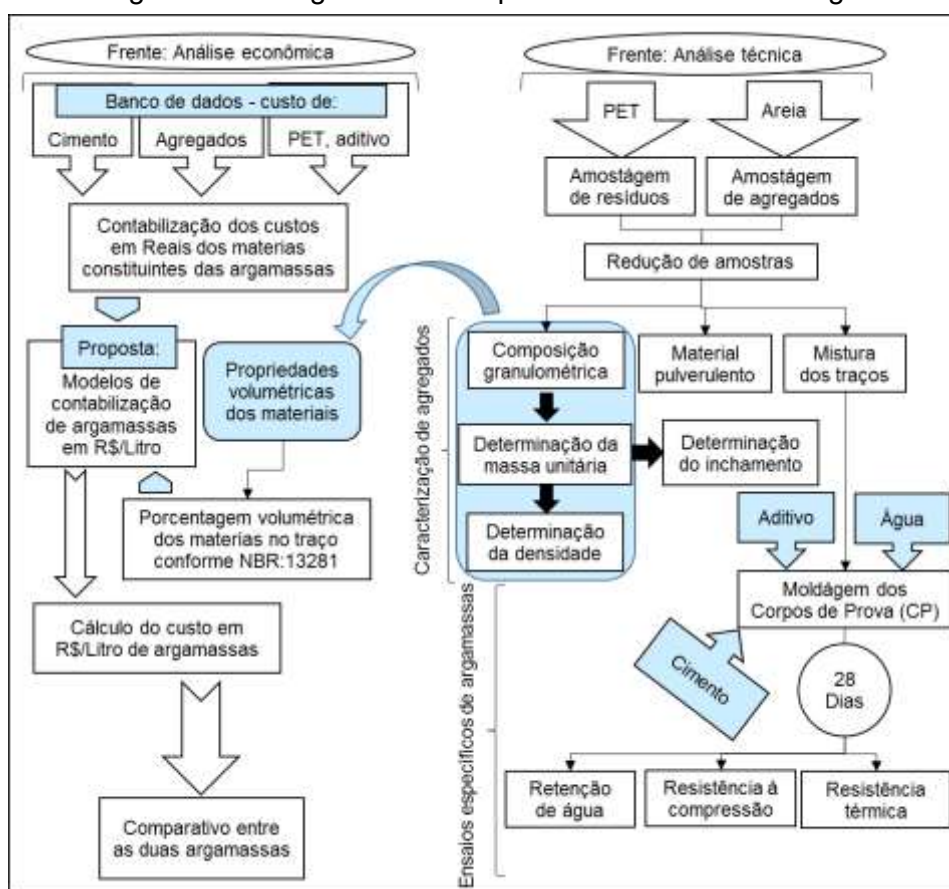 Frente: Análise econômica
Banco de dados - custo de:
Cimento
Agregados
PET, aditivo
Contabilização dos custos
em Reais dos materias
constituintes das argamassas
Proposta:
Modelos de
contabilização
de argamassas
em R$/Litro
Propriedades
volumétricas
dos materiais
Porcentagem volumétrica
dos materias no traço
conforme NBR:13281
Cálculo do custo em
R$/Litro de argamassas
Comparativo entre
as duas argamassas
Frente: Análise técnica
PET
Areia
Amostágem
de resíduos
Amostágem
de agregados
Redução de amostras
Caracterização de agregados
Composição
granulométrica
Material
pulverulento
Mistura
dos traços
Determinação da
massa unitária
Determinação
do inchamento
Determinação
da densidade
Aditivo
Água
Moldágem dos
Corpos de Prova (CP)
Cimento
28
Dias
Ensaios específicos de argamassas
Retenção
de água
Resistência à
compressão
Resistência
térmica